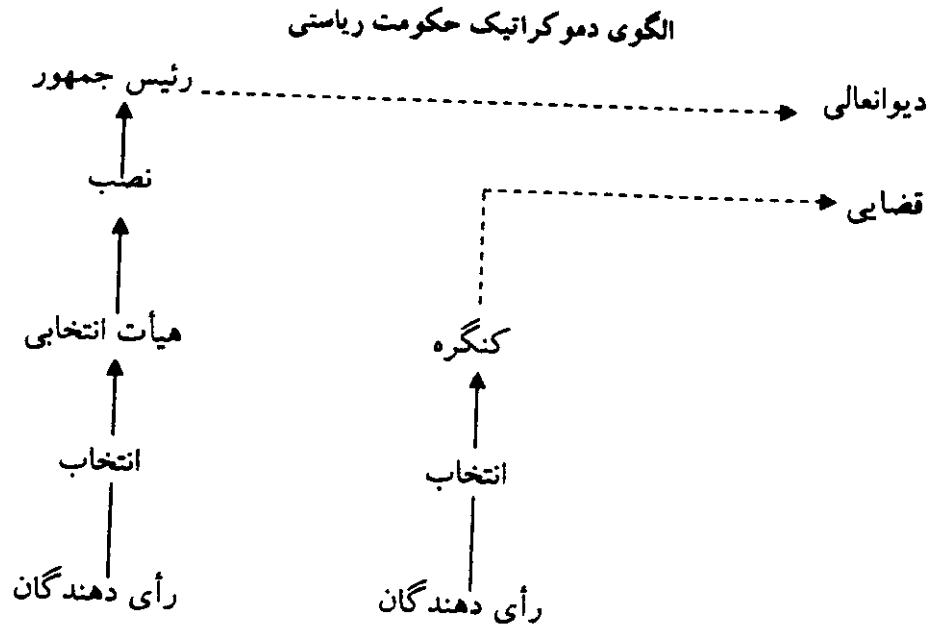 الگوی دموکراتیک حکومت ریاستی
دیوانعالی
رئیس جمهور
قضایی
نصب
کنگره
هیأت انتخابی
انتخاب
انتخاب
رأی دهندگان
رأی دهندگان